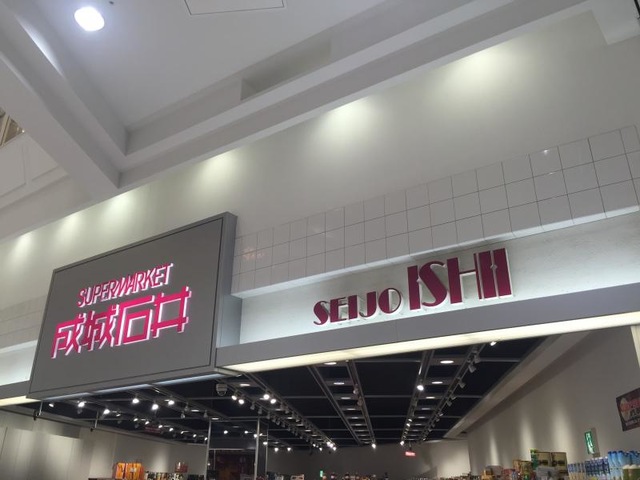 SUPERMARKET
成城石井
SEIJO ISHII